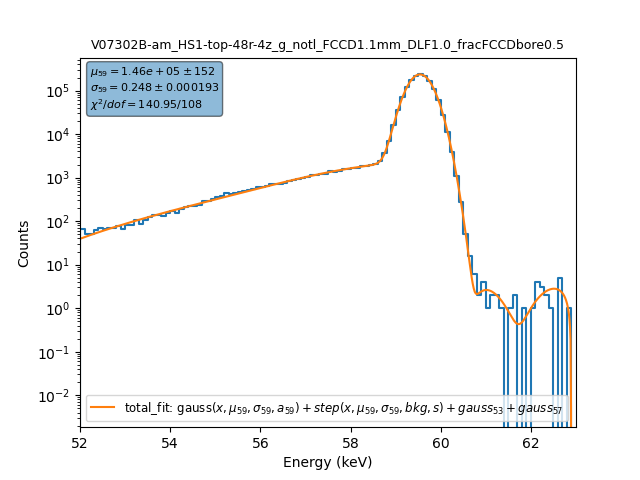 V07302B-am_HS1-top-48r-4z_g_notl_FCCD1.1mm_DLF1.0_fracFCCDbore0.5
μ₅₉ = 1.46e + 05 ± 152
σ₅₉ = 0.248 ± 0.000193
χ²/dof = 140.95/108
10⁵
10⁴
10³
10²
10¹
10⁰
10⁻¹
10⁻²
Counts
total_fit: gauss(x, μ₅₉, σ₅₉, a₅₉) + step(x, μ₅₉, σ₅₉, bkg, s) + gauss₅₃ + gauss₅₇
52 54 56 58 60 62
Energy (keV)